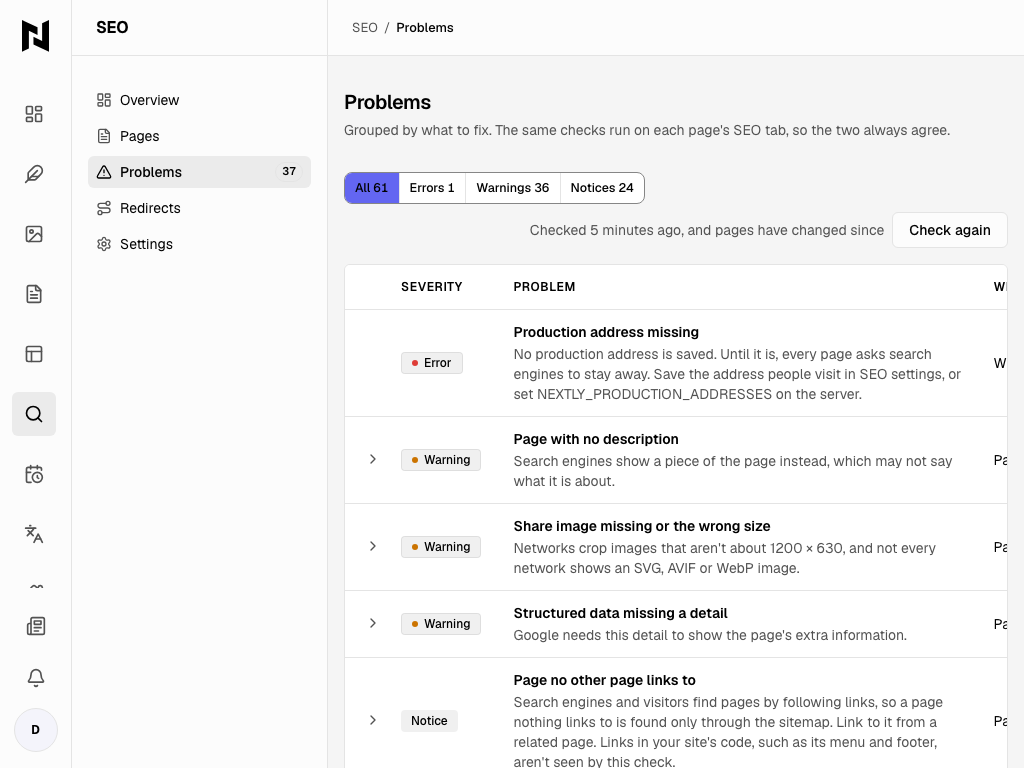 SEO
SEO / Problems
Overview
Pages
Problems 37
Redirects
Settings
Problems
Grouped by what to fix. The same checks run on each page's SEO tab, so the two always agree.
All 61 Errors 1 Warnings 36 Notices 24
Checked 5 minutes ago, and pages have changed since Check again
SEVERITY PROBLEM
Production address missing
Error
No production address is saved. Until it is, every page asks search
engines to stay away. Save the address people visit in SEO settings, or
set NEXTLY_PRODUCTION_ADDRESSES on the server.
Page with no description
Warning
Search engines show a piece of the page instead, which may not say
what it is about.
Share image missing or the wrong size
Warning
Networks crop images that aren't about 1200 × 630, and not every
network shows an SVG, AVIF or WebP image.
Structured data missing a detail
Warning
Google needs this detail to show the page's extra information.
Page no other page links to
Notice
Search engines and visitors find pages by following links, so a page
nothing links to is found only through the sitemap. Link to it from a
related page. Links in your site's code, such as its menu and footer,
aren't seen by this check.
D